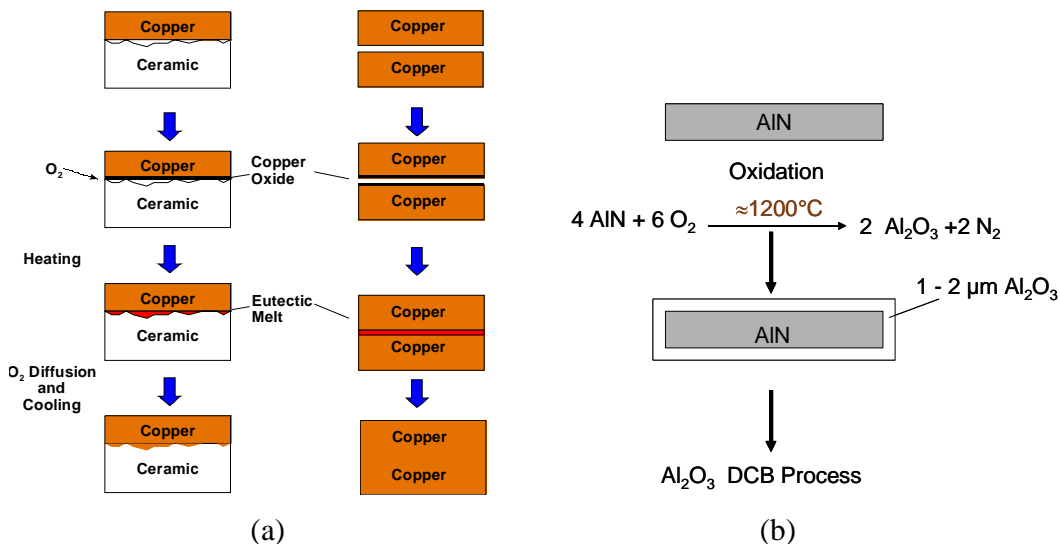 Copper
Ceramic
Copper
Copper
O₂
Copper
Ceramic
Copper
Oxide
Copper
Copper
Heating
Copper
Ceramic
Eutectic
Melt
Copper
Copper
O₂ Diffusion
and
Cooling
Copper
Ceramic
Copper
Copper
(a)
AlN
Oxidation
≈1200°C
4 AlN + 6 O₂
2 Al₂O₃ +2 N₂
1 - 2 µm Al₂O₃
AlN
Al₂O₃ DCB Process
(b)